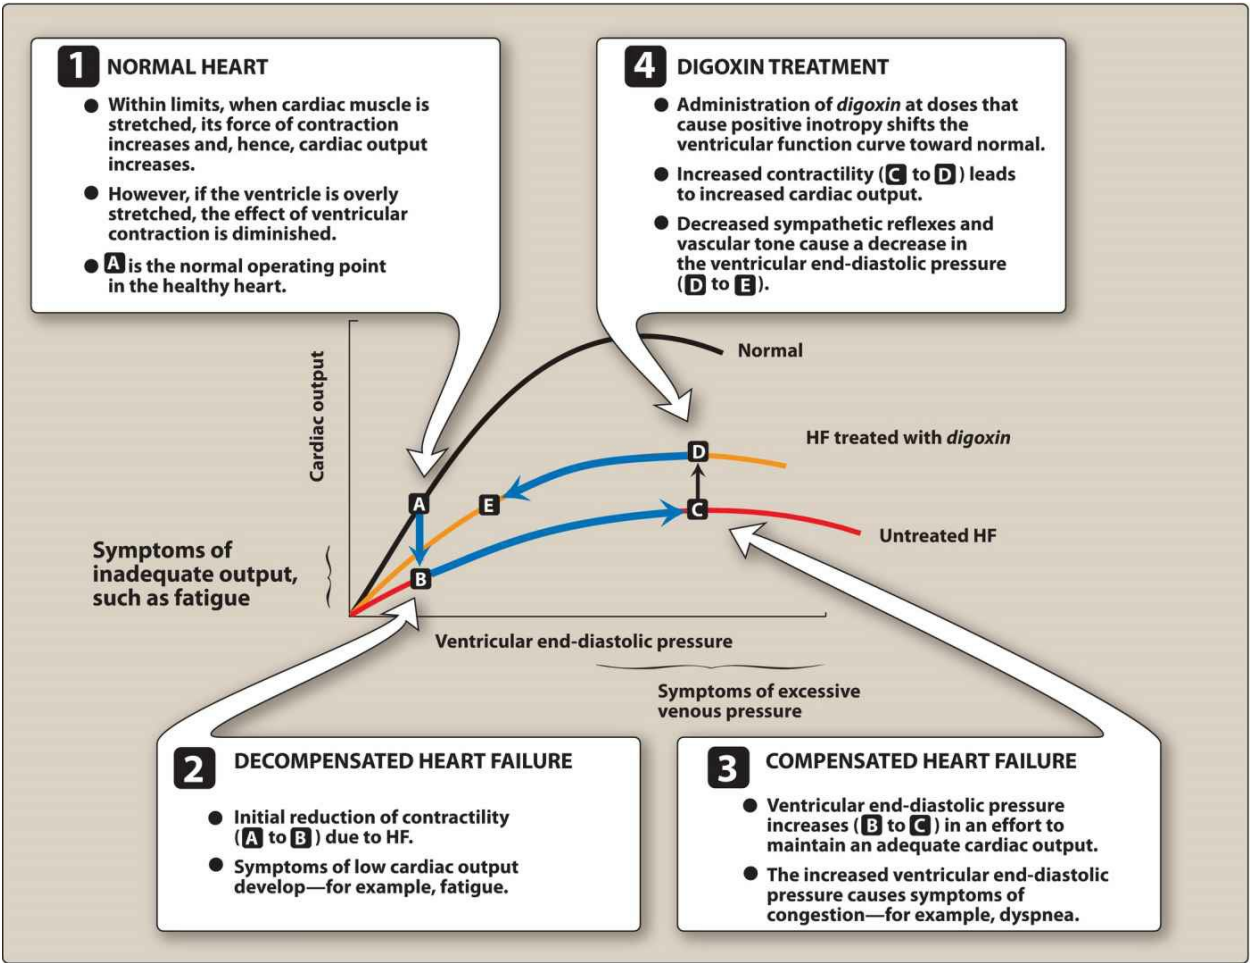 1 NORMAL HEART
● Within limits, when cardiac muscle is
stretched, its force of contraction
increases and, hence, cardiac output
increases.
● However, if the ventricle is overly
stretched, the effect of ventricular
contraction is diminished.
● A is the normal operating point
in the healthy heart.
4 DIGOXIN TREATMENT
● Administration of digoxin at doses that
cause positive inotropy shifts the
ventricular function curve toward normal.
● Increased contractility (C to D) leads
to increased cardiac output.
● Decreased sympathetic reflexes and
vascular tone cause a decrease in
the ventricular end-diastolic pressure
(D to E).
Cardiac output
Normal
HF treated with digoxin
Untreated HF
A
B
C
D
E
Symptoms of
inadequate output,
such as fatigue
Ventricular end-diastolic pressure
Symptoms of excessive
venous pressure
2 DECOMPENSATED HEART FAILURE
● Initial reduction of contractility
(A to B) due to HF.
● Symptoms of low cardiac output
develop—for example, fatigue.
3 COMPENSATED HEART FAILURE
● Ventricular end-diastolic pressure
increases (B to C) in an effort to
maintain an adequate cardiac output.
● The increased ventricular end-diastolic
pressure causes symptoms of
congestion—for example, dyspnea.